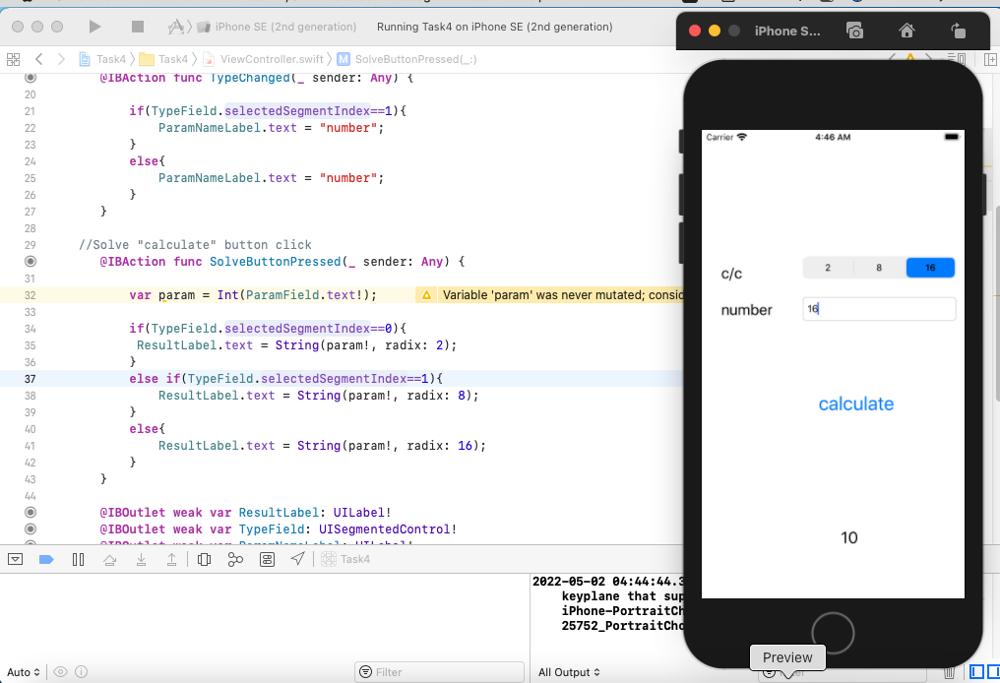 iPhone SE (2nd generation)
Running Task4 on iPhone SE (2nd generation)
iPhone S...
Task4
Task4
ViewController.swift
M
SolveButtonPressed(_:)
@IBAction func TypeChanged(_ sender: Any) {
20
21 if(TypeField.selectedSegmentIndex==1){
22 ParamNameLabel.text = "number";
23 }
24 else{
25 ParamNameLabel.text = "number";
26 }
27 }
28
29 //Solve "calculate" button click
@IBAction func SolveButtonPressed(_ sender: Any) {
31
32 var param = Int(ParamField.text!); Variable 'param' was never mutated; consid
33
34 if(TypeField.selectedSegmentIndex==0){
35 ResultLabel.text = String(param!, radix: 2);
36 }
37 else if(TypeField.selectedSegmentIndex==1){
38 ResultLabel.text = String(param!, radix: 8);
39 }
40 else{
41 ResultLabel.text = String(param!, radix: 16);
42 }
43 }
44
@IBOutlet weak var ResultLabel: UILabel!
@IBOutlet weak var TypeField: UISegmentedControl!
@IBOutlet weak var ParamNameLabel: UILabel!
Carrier
4:46 AM
c/c
2 8 16
number
16
calculate
10
Task4
2022-05-02 04:44:44.3
keyplane that sup
iPhone-PortraitCh
25752_PortraitCho
Auto
Filter
All Output
Preview